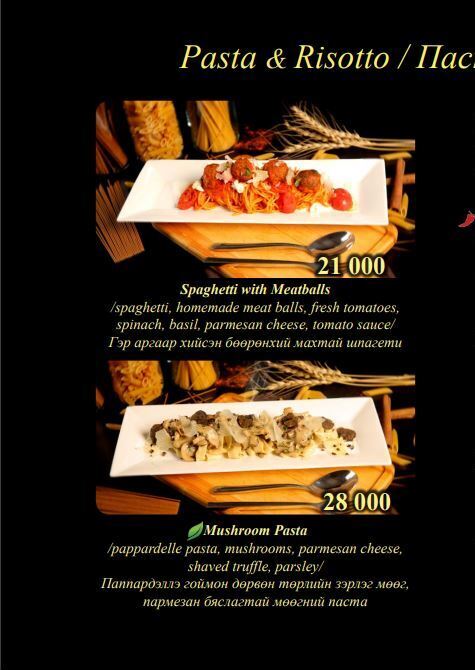 Pasta & Risotto / Пас
21 000
Spaghetti with Meatballs
/spaghetti, homemade meat balls, fresh tomatoes,
spinach, basil, parmesan cheese, tomato sauce/
Гэр аргаар хийсэн бөөрөнхий махтай шпагети
28 000
Mushroom Pasta
/pappardelle pasta, mushrooms, parmesan cheese,
shaved truffle, parsley/
Паппардэллэ гоймон дөрвөн төрлийн зэрлэг мөөг,
пармезан бяслагтай мөөгний паста